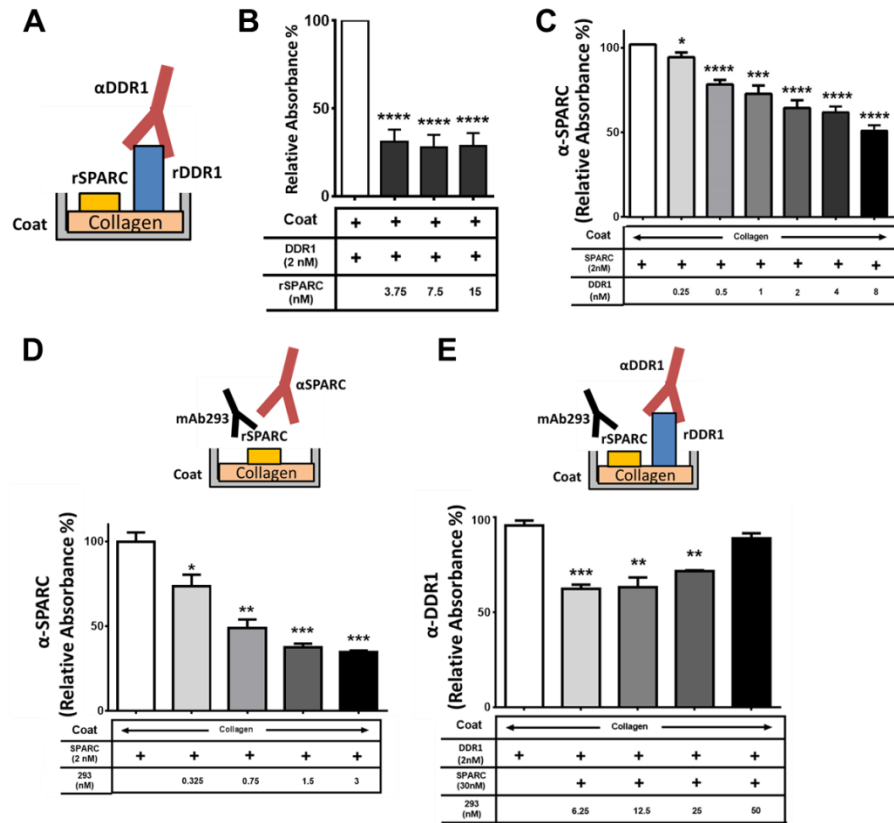 A
αDDR1
rSPARC
rDDR1
Coat
Collagen
B
Relative Absorbance %
100
50
0
**** **** ****
Coat + + + +
DDR1 (2 nM) + + + +
rSPARC (nM) 3.75 7.5 15
C
α-SPARC
(Relative Absorbance %)
100
50
0
* **** *** **** **** ****
Coat Collagen
SPARC (2nM) + + + + + + +
DDR1 (nM) 0.25 0.5 1 2 4 8
D
αSPARC
mAb293
rSPARC
Coat
Collagen
α-SPARC
(Relative Absorbance %)
100
50
0
* ** *** ***
Coat Collagen
SPARC (2 nM) + + + + +
293 (nM) 0.325 0.75 1.5 3
E
αDDR1
mAb293
rSPARC
rDDR1
Coat
Collagen
α-DDR1
(Relative Absorbance %)
100
50
0
*** ** **
Coat Collagen
DDR1 (2nM) + + + + +
SPARC (30nM) + + + +
293 (nM) 6.25 12.5 25 50